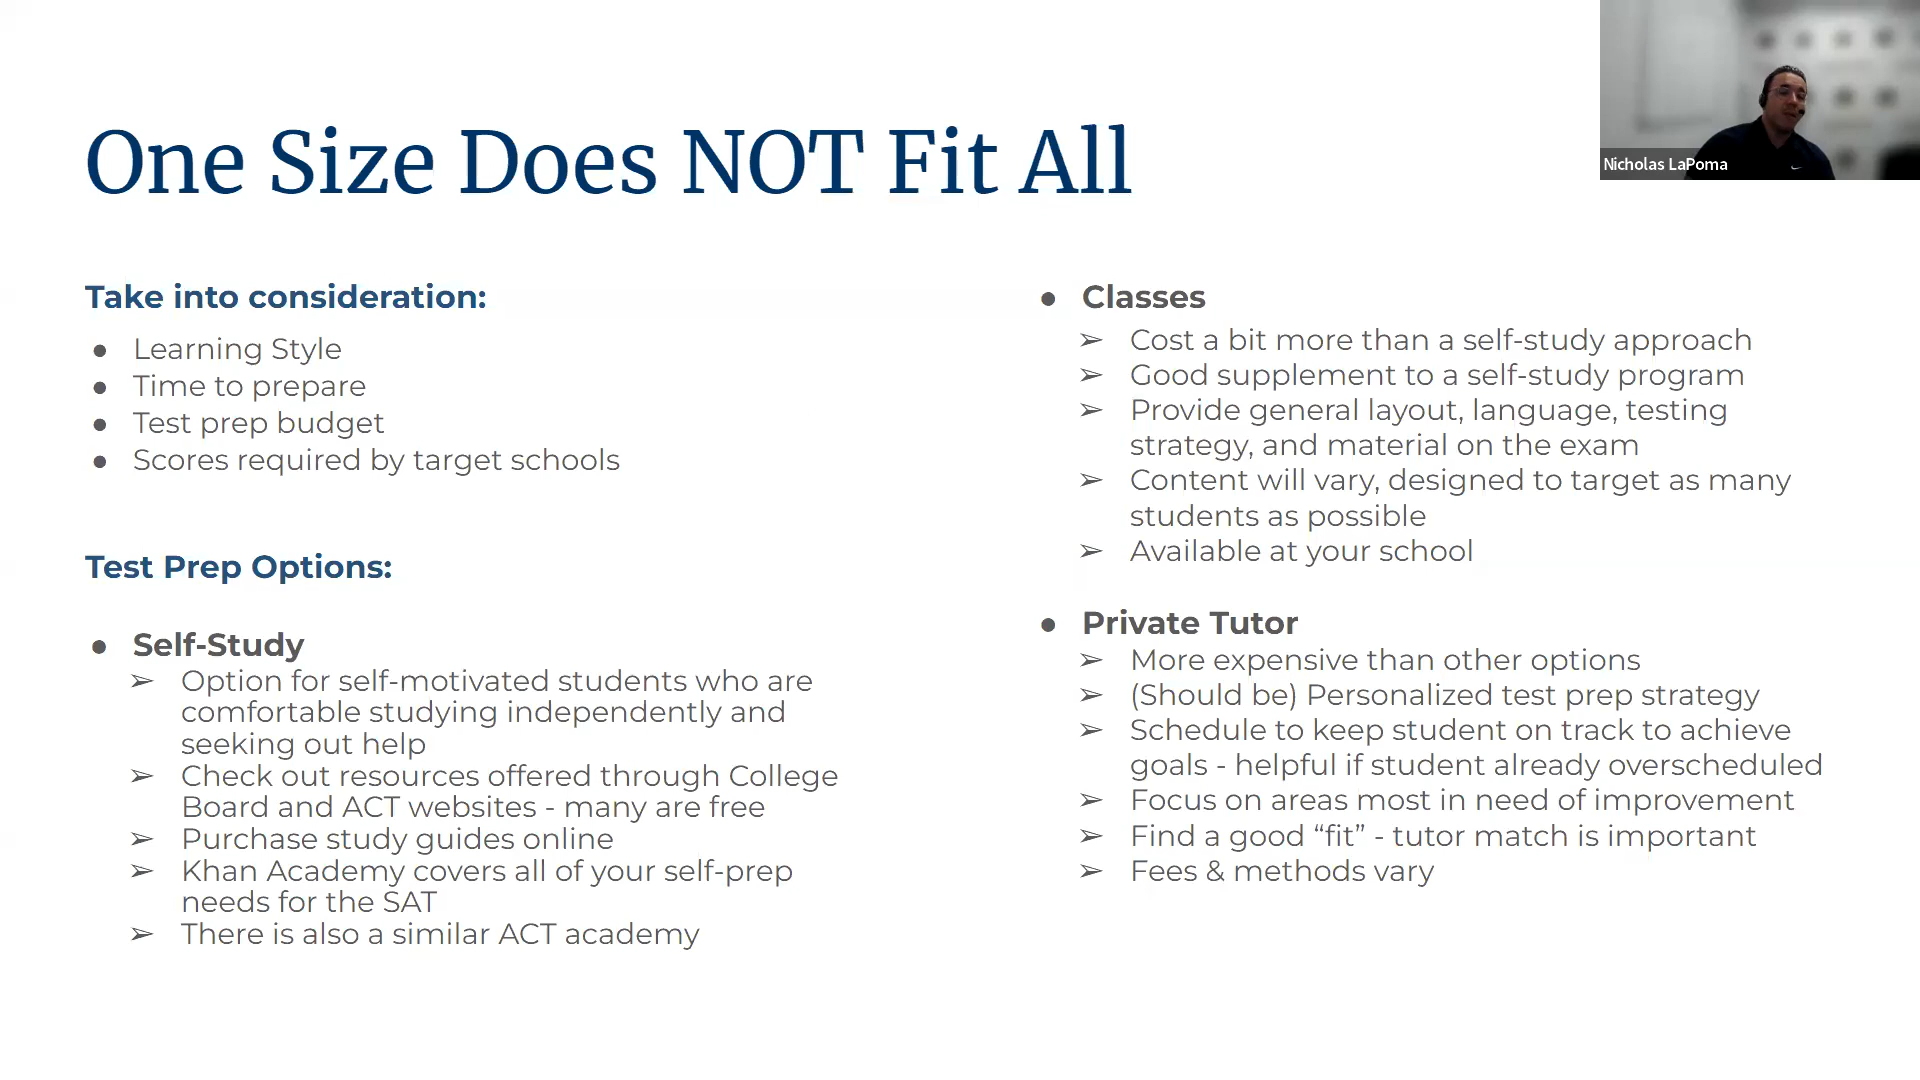 One Size Does NOT Fit All
Nicholas LaPoma
Take into consideration:
● Learning Style
● Time to prepare
● Test prep budget
● Scores required by target schools
Test Prep Options:
● Self-Study
➢ Option for self-motivated students who are
comfortable studying independently and
seeking out help
➢ Check out resources offered through College
Board and ACT websites - many are free
➢ Purchase study guides online
➢ Khan Academy covers all of your self-prep
needs for the SAT
➢ There is also a similar ACT academy
● Classes
➢ Cost a bit more than a self-study approach
➢ Good supplement to a self-study program
➢ Provide general layout, language, testing
strategy, and material on the exam
➢ Content will vary, designed to target as many
students as possible
➢ Available at your school
● Private Tutor
➢ More expensive than other options
➢ (Should be) Personalized test prep strategy
➢ Schedule to keep student on track to achieve
goals - helpful if student already overscheduled
➢ Focus on areas most in need of improvement
➢ Find a good “fit” - tutor match is important
➢ Fees & methods vary